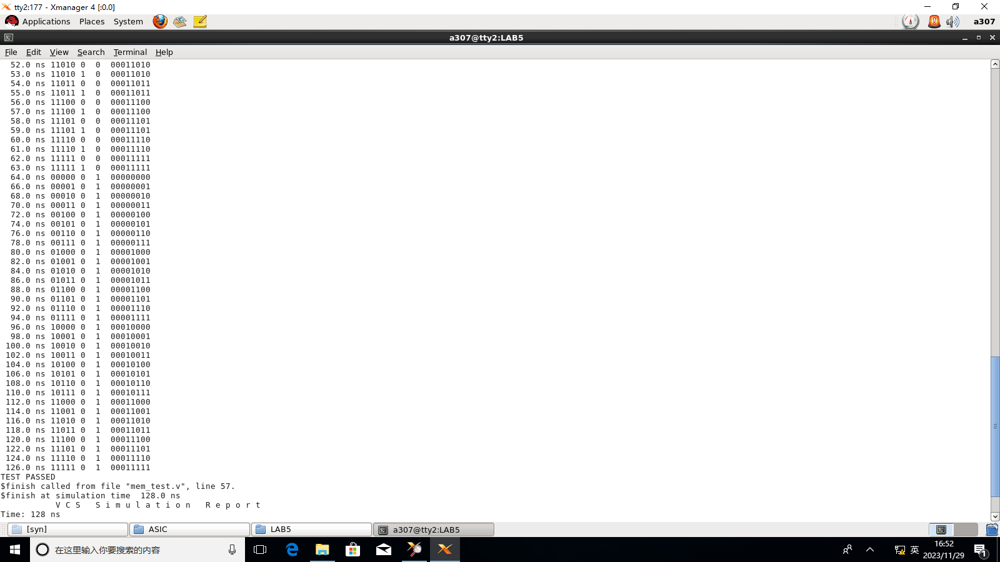 tty2:177 - Xmanager 4 [:0.0]
Applications Places System
a307
a307@tty2:LAB5
File Edit View Search Terminal Help
52.0 ns 11010 0  0  00011010
53.0 ns 11010 1  0  00011010
54.0 ns 11011 0  0  00011011
55.0 ns 11011 1  0  00011011
56.0 ns 11100 0  0  00011100
57.0 ns 11100 1  0  00011100
58.0 ns 11101 0  0  00011101
59.0 ns 11101 1  0  00011101
60.0 ns 11110 0  0  00011110
61.0 ns 11110 1  0  00011110
62.0 ns 11111 0  0  00011111
63.0 ns 11111 1  0  00011111
64.0 ns 00000 0  1  00000000
66.0 ns 00001 0  1  00000001
68.0 ns 00010 0  1  00000010
70.0 ns 00011 0  1  00000011
72.0 ns 00100 0  1  00000100
74.0 ns 00101 0  1  00000101
76.0 ns 00110 0  1  00000110
78.0 ns 00111 0  1  00000111
80.0 ns 01000 0  1  00001000
82.0 ns 01001 0  1  00001001
84.0 ns 01010 0  1  00001010
86.0 ns 01011 0  1  00001011
88.0 ns 01100 0  1  00001100
90.0 ns 01101 0  1  00001101
92.0 ns 01110 0  1  00001110
94.0 ns 01111 0  1  00001111
96.0 ns 10000 0  1  00010000
98.0 ns 10001 0  1  00010001
100.0 ns 10010 0  1  00010010
102.0 ns 10011 0  1  00010011
104.0 ns 10100 0  1  00010100
106.0 ns 10101 0  1  00010101
108.0 ns 10110 0  1  00010110
110.0 ns 10111 0  1  00010111
112.0 ns 11000 0  1  00011000
114.0 ns 11001 0  1  00011001
116.0 ns 11010 0  1  00011010
118.0 ns 11011 0  1  00011011
120.0 ns 11100 0  1  00011100
122.0 ns 11101 0  1  00011101
124.0 ns 11110 0  1  00011110
126.0 ns 11111 0  1  00011111
TEST PASSED
$finish called from file "mem_test.v", line 57.
$finish at simulation time  128.0 ns
V C S   S i m u l a t i o n   R e p o r t
Time: 128 ns
[syn] ASIC LAB5 a307@tty2:LAB5
在这里输入你要搜索的内容
英
16:52
2023/11/29
1